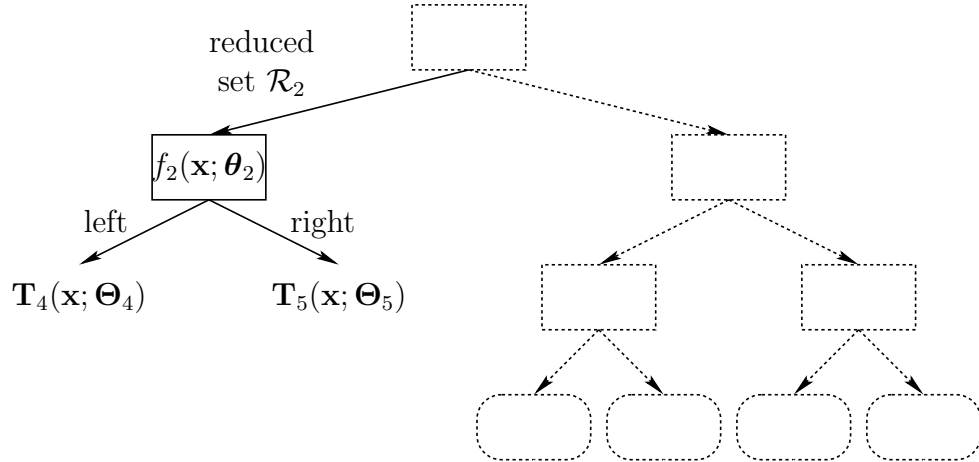 reduced
set R₂
f₂(x; θ₂)
left
right
T₄(x; Θ₄)
T₅(x; Θ₅)